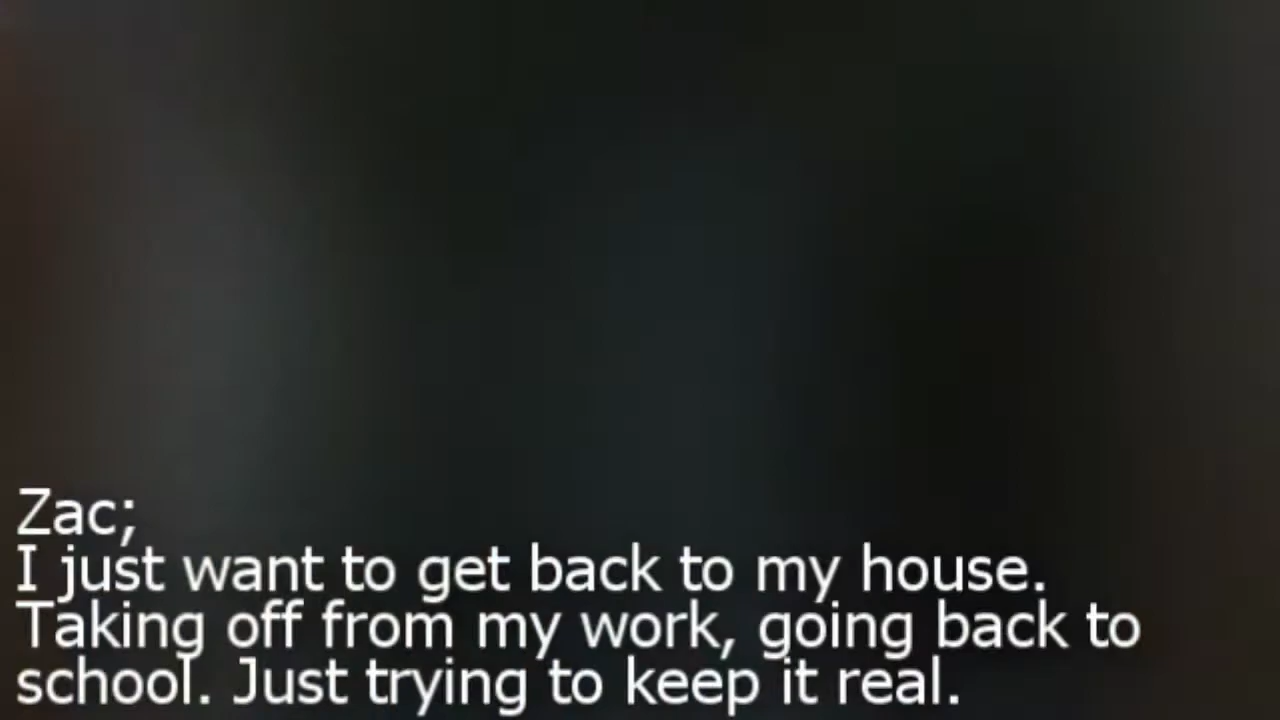 Zac;
I just want to get back to my house.
Taking off from my work, going back to
school. Just trying to keep it real.